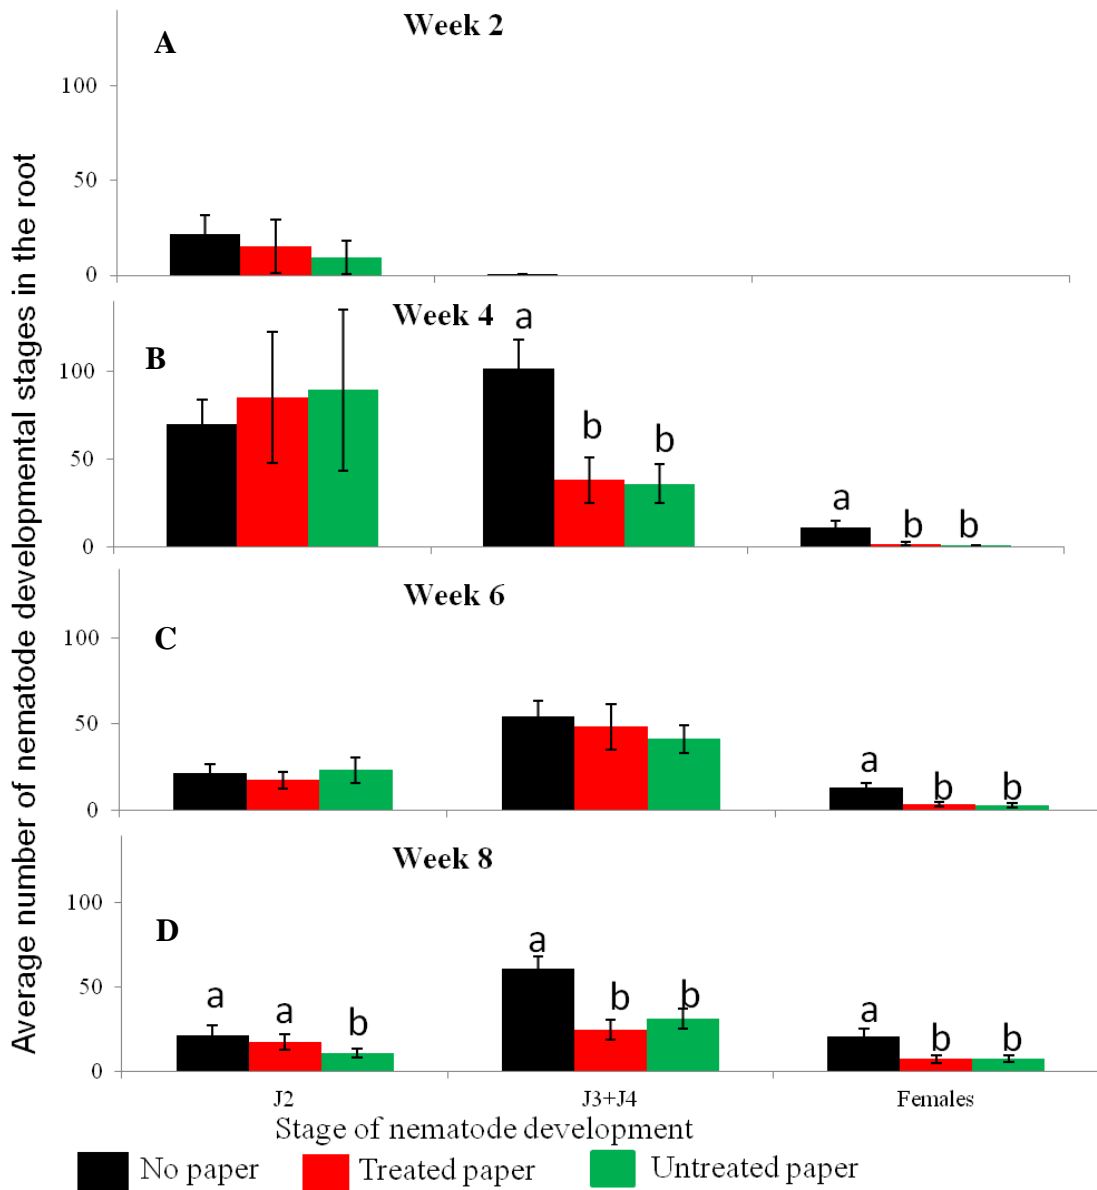 Average number of nematode developmental stages in the root
Week 2
A
100
50
0
Week 4
a
B
100
b
b
50
a
b
b
0
Week 6
C
100
50
a
b
b
0
Week 8
100
D
a
50
a
a
b
b
b
a
b
b
0
J2
J3+J4
Females
Stage of nematode development
No paper
Treated paper
Untreated paper